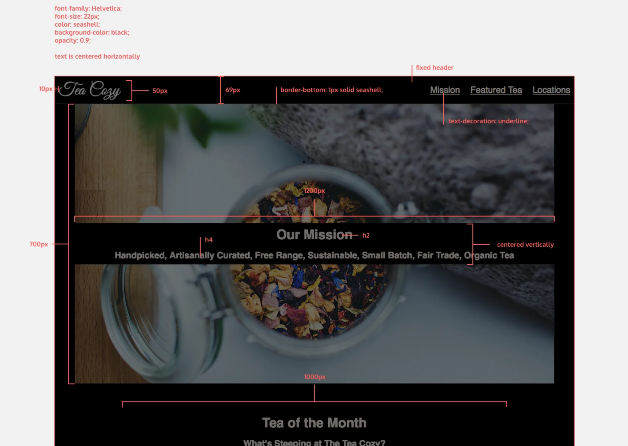 font-family: Helvetica;
font-size: 22px;
color: seashell;
background-color: black;
opacity: 0.9;
text is centered horizontally
fixed header
10px
Tea Cozy
50px
69px
border-bottom: 1px solid seashell;
Mission
Featured Tea
Locations
text-decoration: underline;
1200px
Our Mission
h2
h4
700px
centered vertically
Handpicked, Artisanally Curated, Free Range, Sustainable, Small Batch, Fair Trade, Organic Tea
1000px
Tea of the Month
What's Steeping at The Tea Cozy?